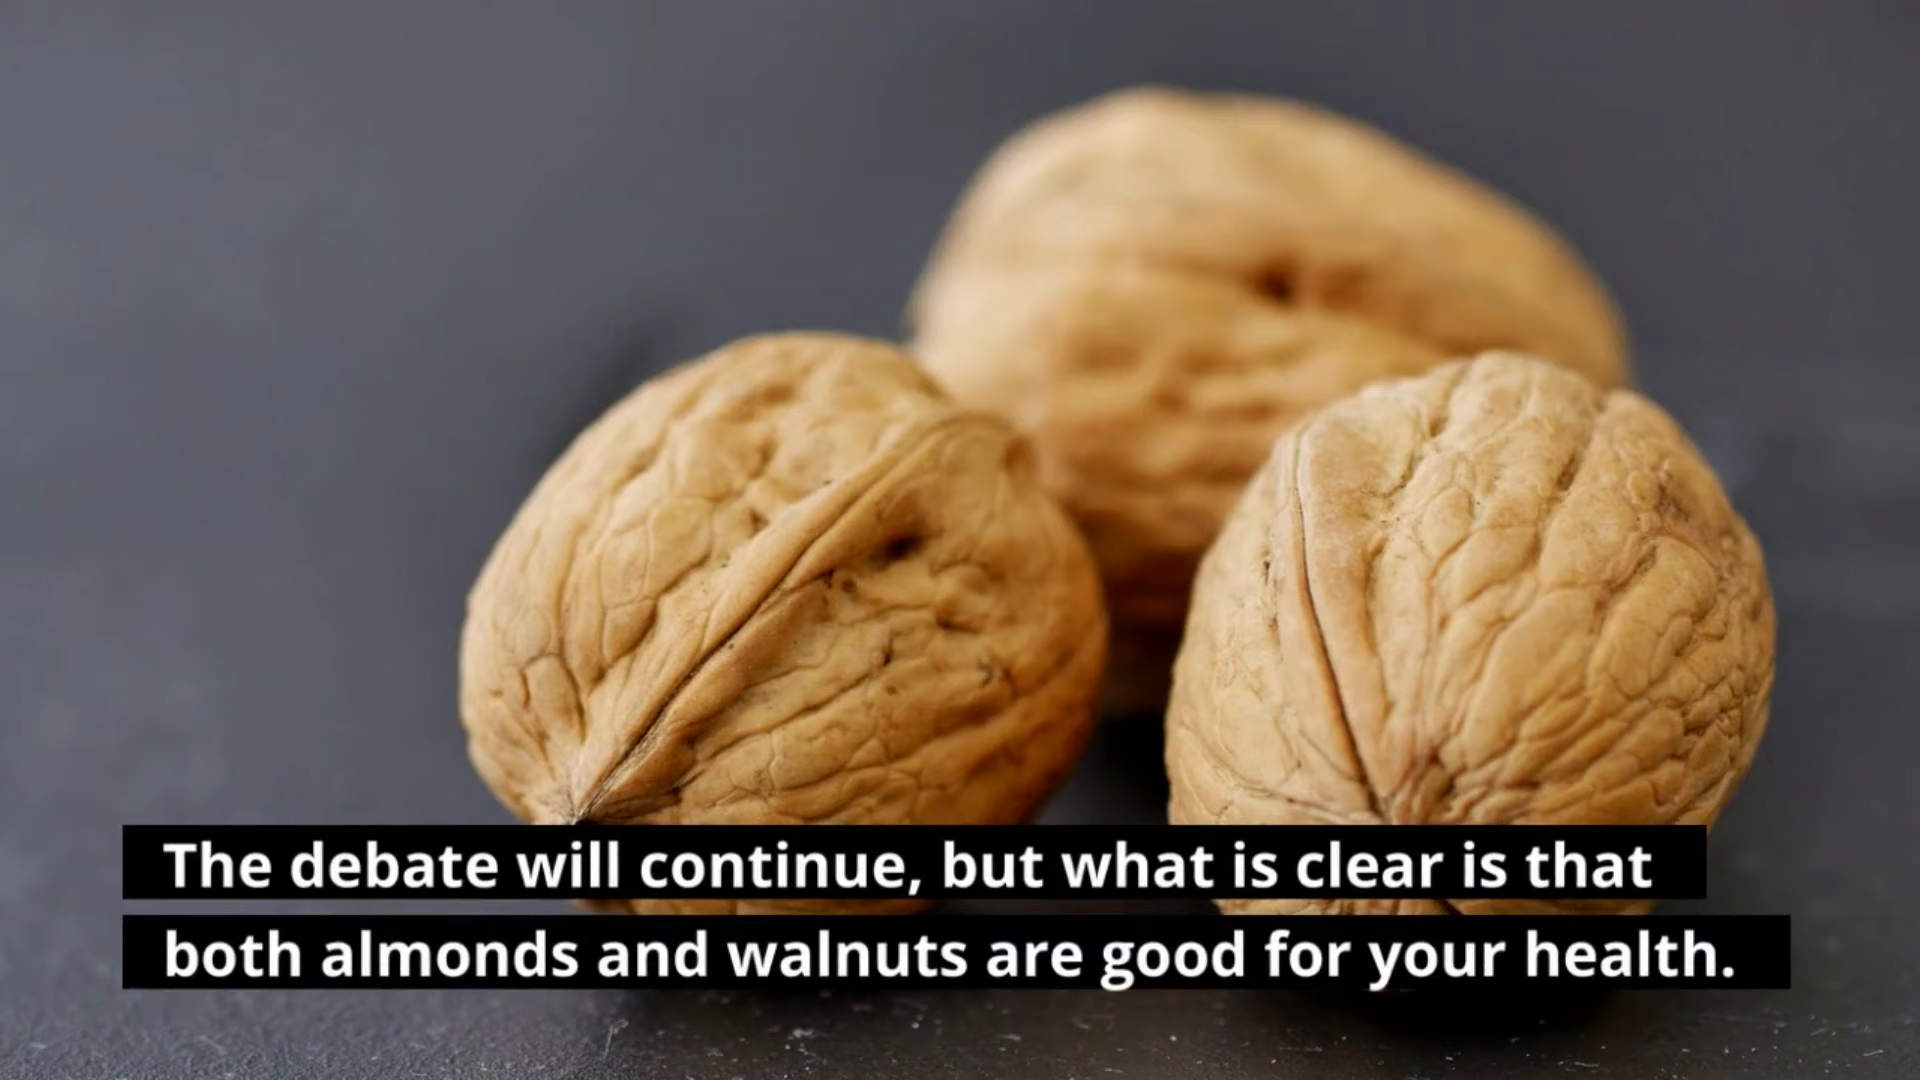 The debate will continue, but what is clear is that
both almonds and walnuts are good for your health.